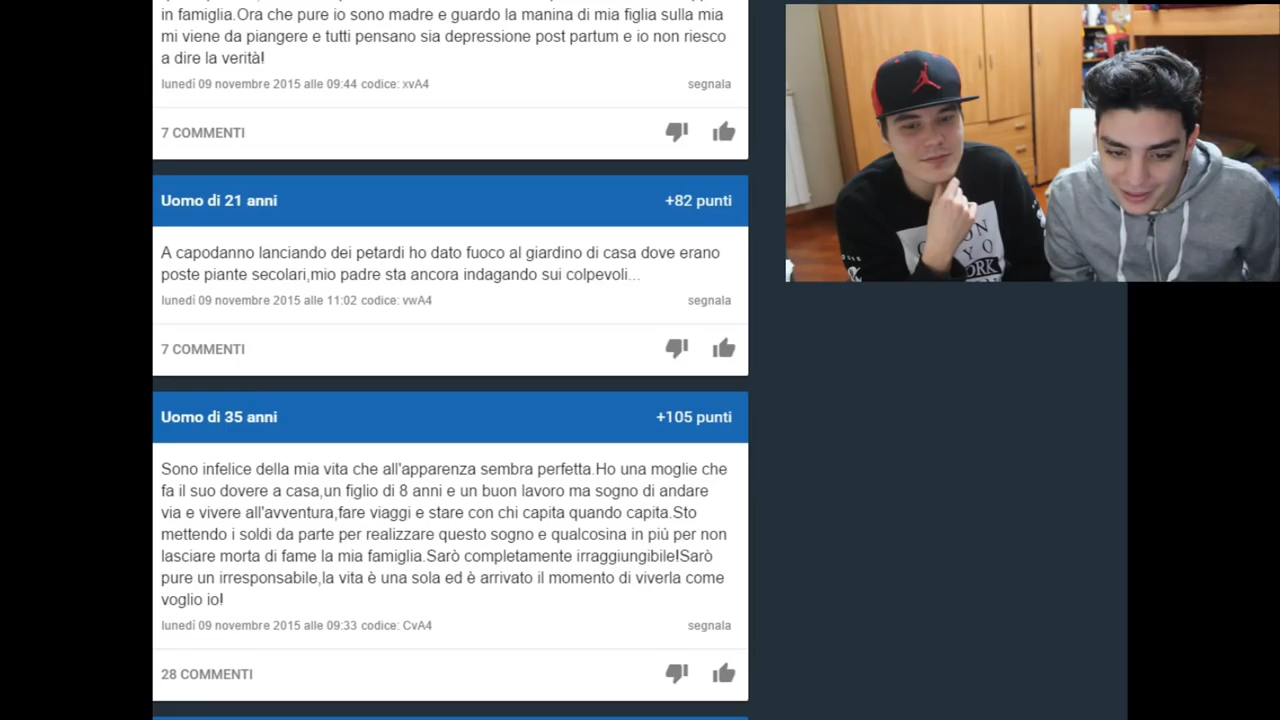 in famiglia.Ora che pure io sono madre e guardo la manina di mia figlia sulla mia
mi viene da piangere e tutti pensano sia depressione post partum e io non riesco
a dire la verità!
lunedì 09 novembre 2015 alle 09:44 codice: xvA4 segnala
7 COMMENTI
Uomo di 21 anni +82 punti
A capodanno lanciando dei petardi ho dato fuoco al giardino di casa dove erano
poste piante secolari,mio padre sta ancora indagando sui colpevoli...
lunedì 09 novembre 2015 alle 11:02 codice: vwA4 segnala
7 COMMENTI
Uomo di 35 anni +105 punti
Sono infelice della mia vita che all'apparenza sembra perfetta.Ho una moglie che
fa il suo dovere a casa,un figlio di 8 anni e un buon lavoro ma sogno di andare
via e vivere all'avventura,fare viaggi e stare con chi capita quando capita.Sto
mettendo i soldi da parte per realizzare questo sogno e qualcosina in più per non
lasciare morta di fame la mia famiglia.Sarò completamente irraggiungibile!Sarò
pure un irresponsabile,la vita è una sola ed è arrivato il momento di viverla come
voglio io!
lunedì 09 novembre 2015 alle 09:33 codice: CvA4 segnala
28 COMMENTI